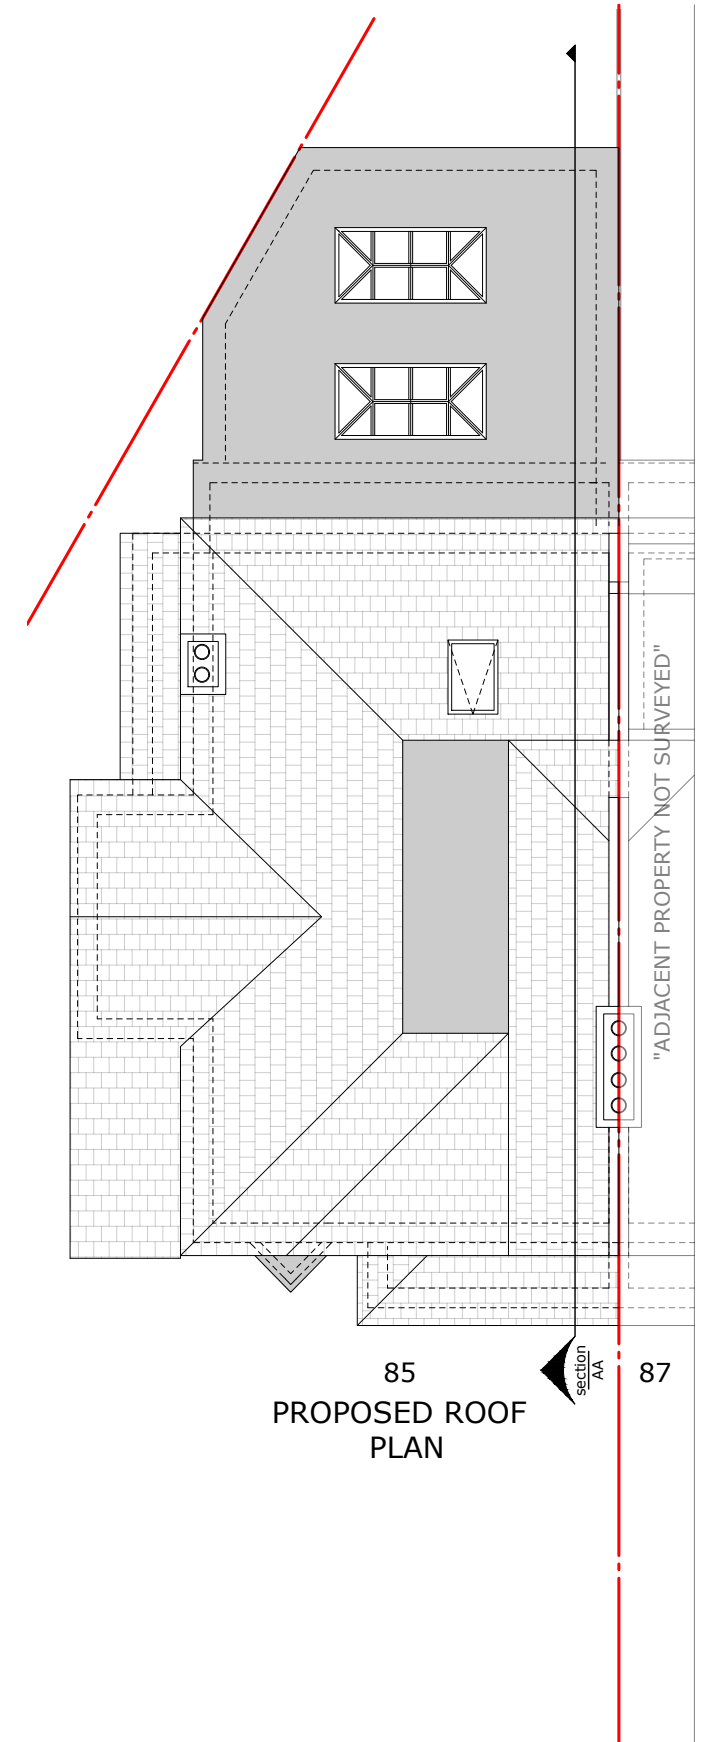 "ADJACENT PROPERTY NOT SURVEYED"
85
section
AA
87
PROPOSED ROOF
PLAN